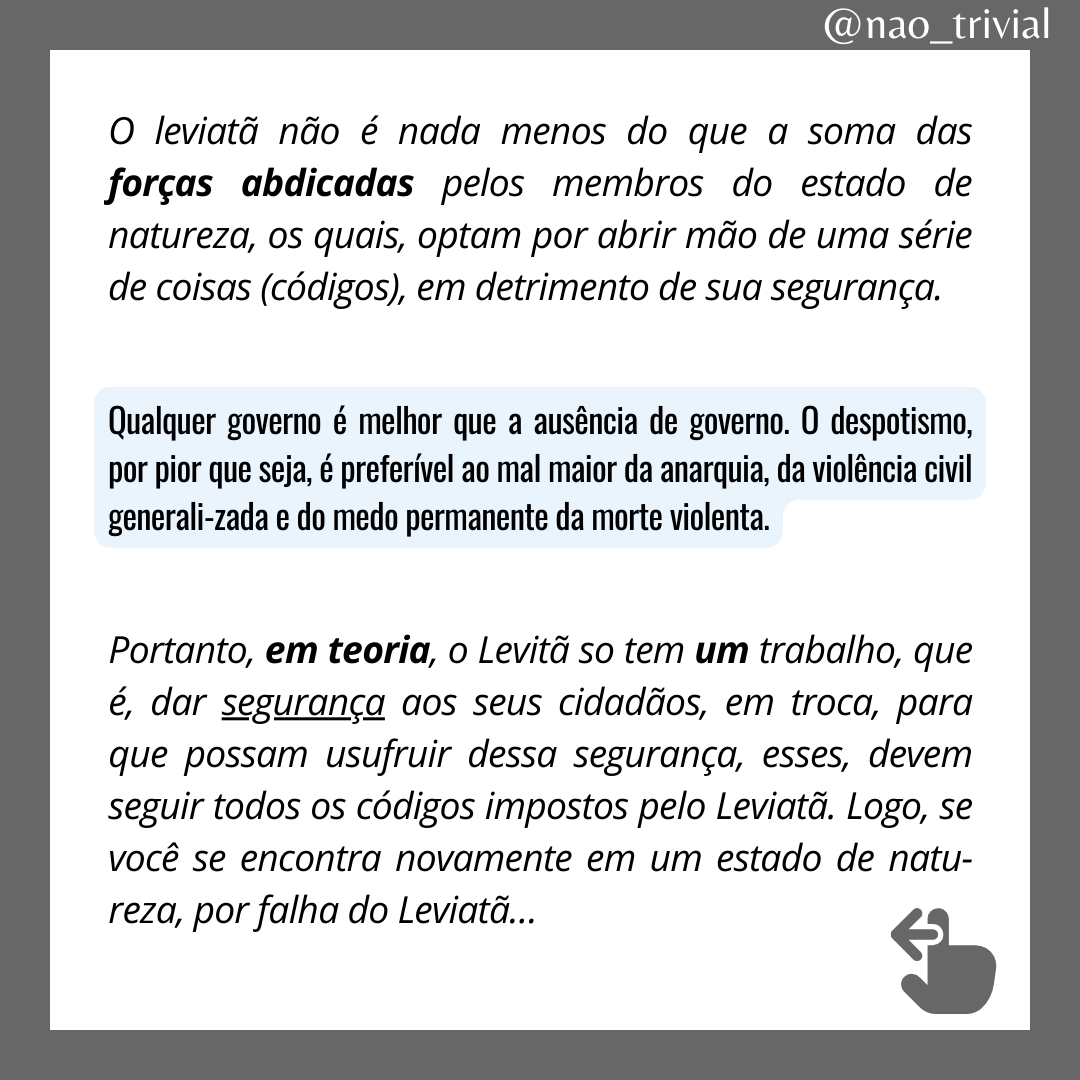 @nao_trivial
O leviatã não é nada menos do que a soma das
forças abdicadas pelos membros do estado de
natureza, os quais, optam por abrir mão de uma série
de coisas (códigos), em detrimento de sua segurança.
Qualquer governo é melhor que a ausência de governo. O despotismo,
por pior que seja, é preferível ao mal maior da anarquia, da violência civil
generali-zada e do medo permanente da morte violenta.
Portanto, em teoria, o Levitã so tem um trabalho, que
é, dar segurança aos seus cidadãos, em troca, para
que possam usufruir dessa segurança, esses, devem
seguir todos os códigos impostos pelo Leviatã. Logo, se
você se encontra novamente em um estado de natu-
reza, por falha do Leviatã...